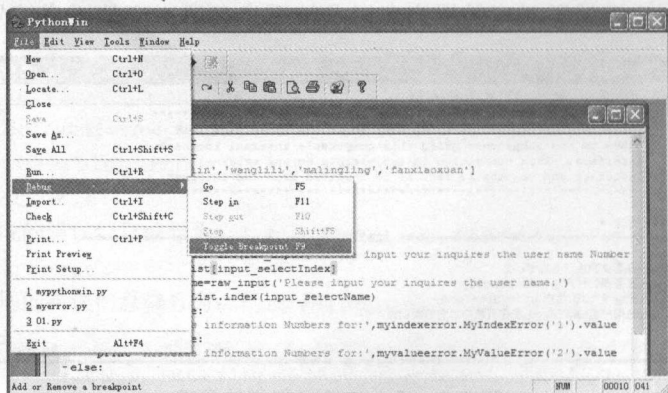 PythonWin
File Edit View Tools Window Help
New Ctrl+N
Open... Ctrl+O
Locate... Ctrl+L
Close
Save Ctrl+S
Save As...
Save All Ctrl+Shift+S
Run... Ctrl+R
Debug
Import... Ctrl+I
Check Ctrl+Shift+C
Print... Ctrl+P
Print Preview
Print Setup...
1 mypythonwin.py
2 myerror.py
3 01.py
Exit Alt+F4
Go F5
Step in F11
Step out F10
Stop Shift+F5
Toggle Breakpoint F9
in','wanglili','malingling','fanxiaoxuan']
input your inquires the user name Number
ist[input_selectIndex]
me=raw_input('Please input your inquires the user name:')
List.index(input_selectName)
e:
information Numbers for:',myindexerror.MyIndexError('1').value
e:
print information Numbers for:',myvalueerror.MyValueError('2').value
-else:
Add or Remove a breakpoint NUM 00010 041